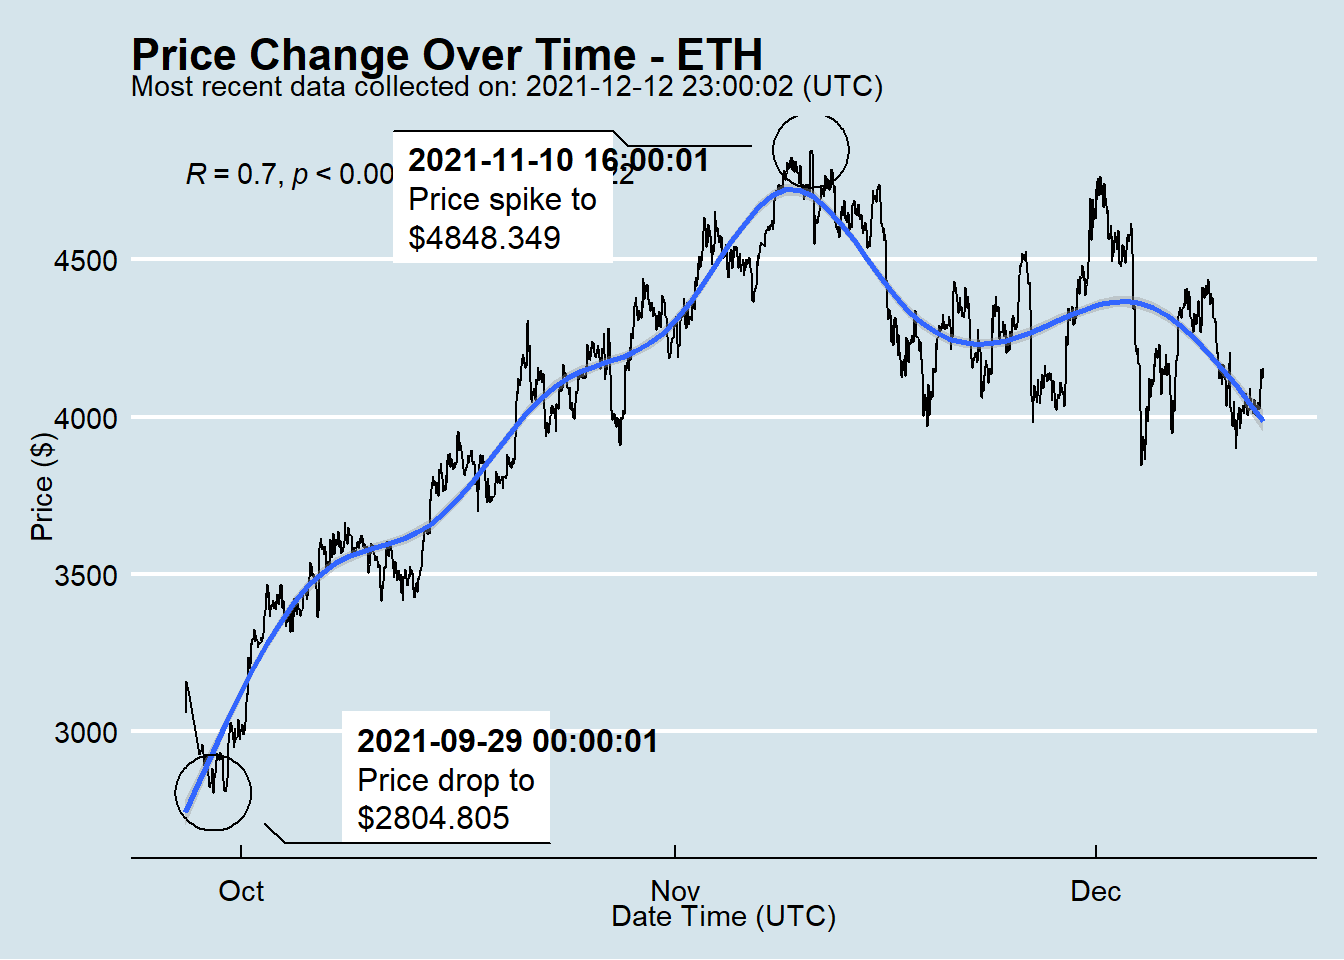 Price Change Over Time - ETH
Most recent data collected on: 2021-12-12 23:00:02 (UTC)
R = 0.7, p < 0.00
2021-11-10 16:00:01
Price spike to
$4848.349
4500
4000
3500
3000
Price ($)
2021-09-29 00:00:01
Price drop to
$2804.805
Oct
Nov
Dec
Date Time (UTC)